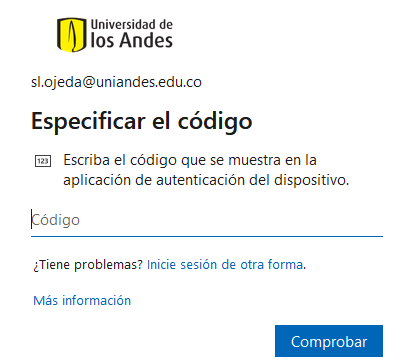 Universidad de
los Andes
sl.ojeda@uniandes.edu.co
Especificar el código
123
Escriba el código que se muestra en la
aplicación de autenticación del dispositivo.
Código
¿Tiene problemas? Inicie sesión de otra forma.
Más información
Comprobar